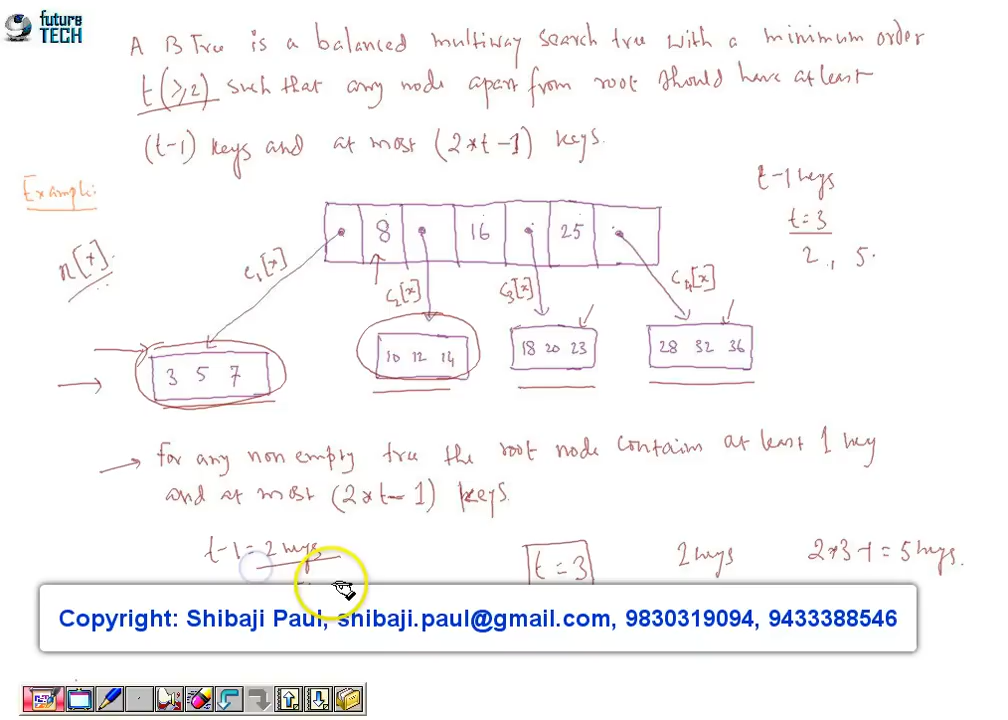 future
TECH
A BTree is a balanced multiway search tree with a minimum order
t(≥2) such that any node apart from root should have atleast
(t-1) keys and at most (2*t-1) keys.
Example:
t-1 keys
t=3
2, 5.
n[x].
8 16 25
c1[x]
c2[x]
c3[x]
c4[x]
3 5 7
10 12 14
18 20 23
28 32 36
→ for any non empty tree the root node contains at least 1 key
and at most (2*t-1) keys.
t-1=2 keys
t=3
2 keys
2*3-1=5 keys.
Copyright: Shibaji Paul, shibaji.paul@gmail.com, 9830319094, 9433388546